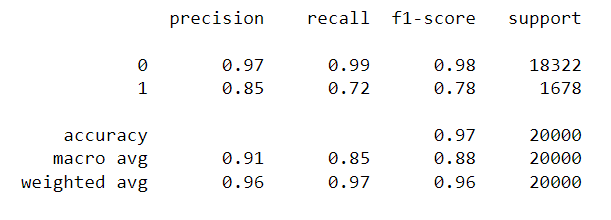 precision recall f1-score support
0 0.97 0.99 0.98 18322
1 0.85 0.72 0.78 1678
accuracy 0.97 20000
macro avg 0.91 0.85 0.88 20000
weighted avg 0.96 0.97 0.96 20000